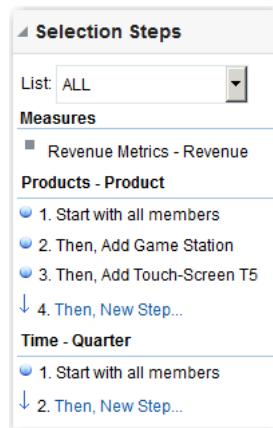 Selection Steps
List: ALL
Measures
Revenue Metrics - Revenue
Products - Product
1. Start with all members
2. Then, Add Game Station
3. Then, Add Touch-Screen T5
4. Then, New Step...
Time - Quarter
1. Start with all members
2. Then, New Step...